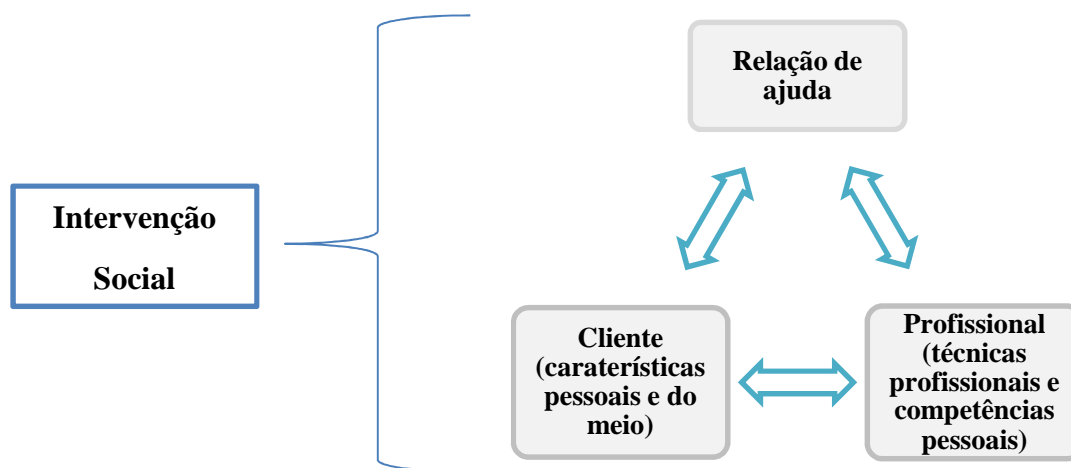 Intervenção
Social
Relação de
ajuda
Cliente
(caraterísticas
pessoais e do
meio)
Profissional
(técnicas
profissionais e
competências
pessoais)